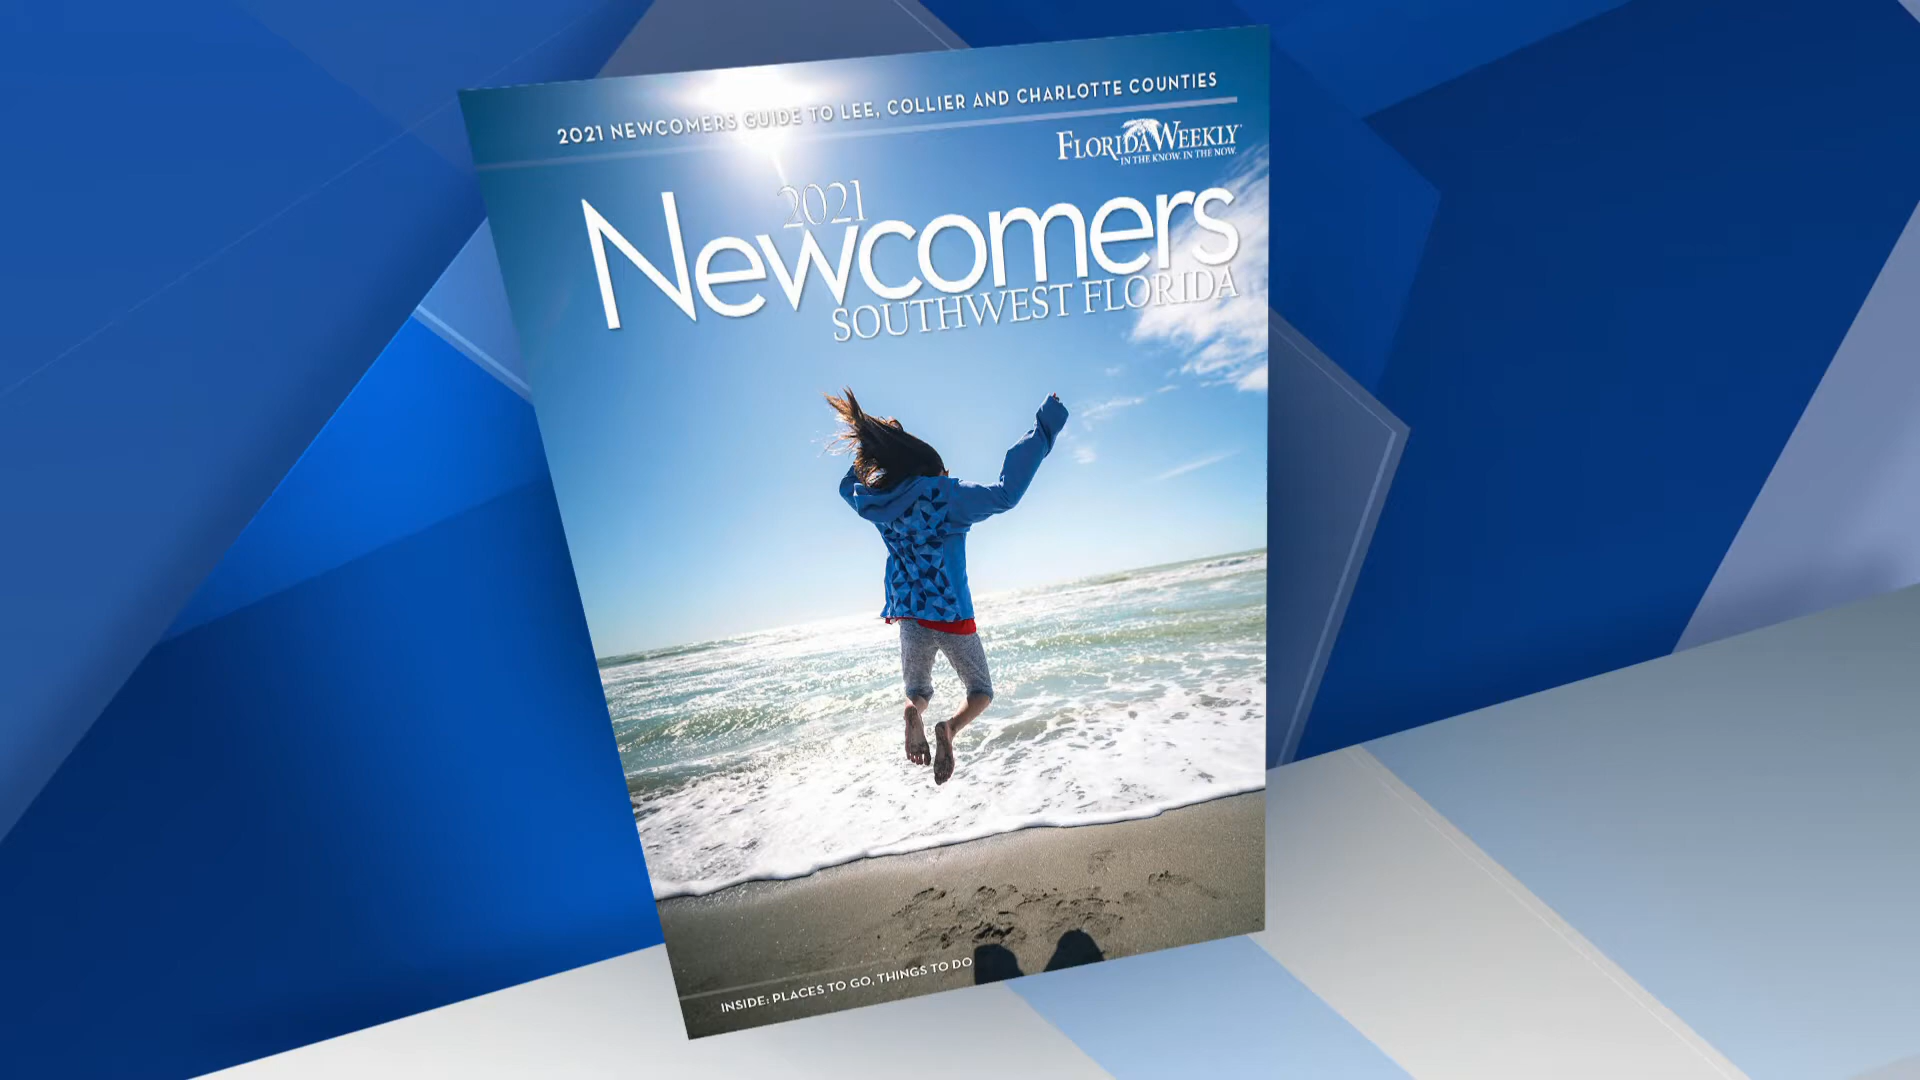 2021 NEWCOMERS GUIDE TO LEE, COLLIER AND CHARLOTTE COUNTIES
FLORIDA WEEKLY
IN THE KNOW. IN THE NOW.
2021
Newcomers
SOUTHWEST FLORIDA
INSIDE: PLACES TO GO, THINGS TO DO